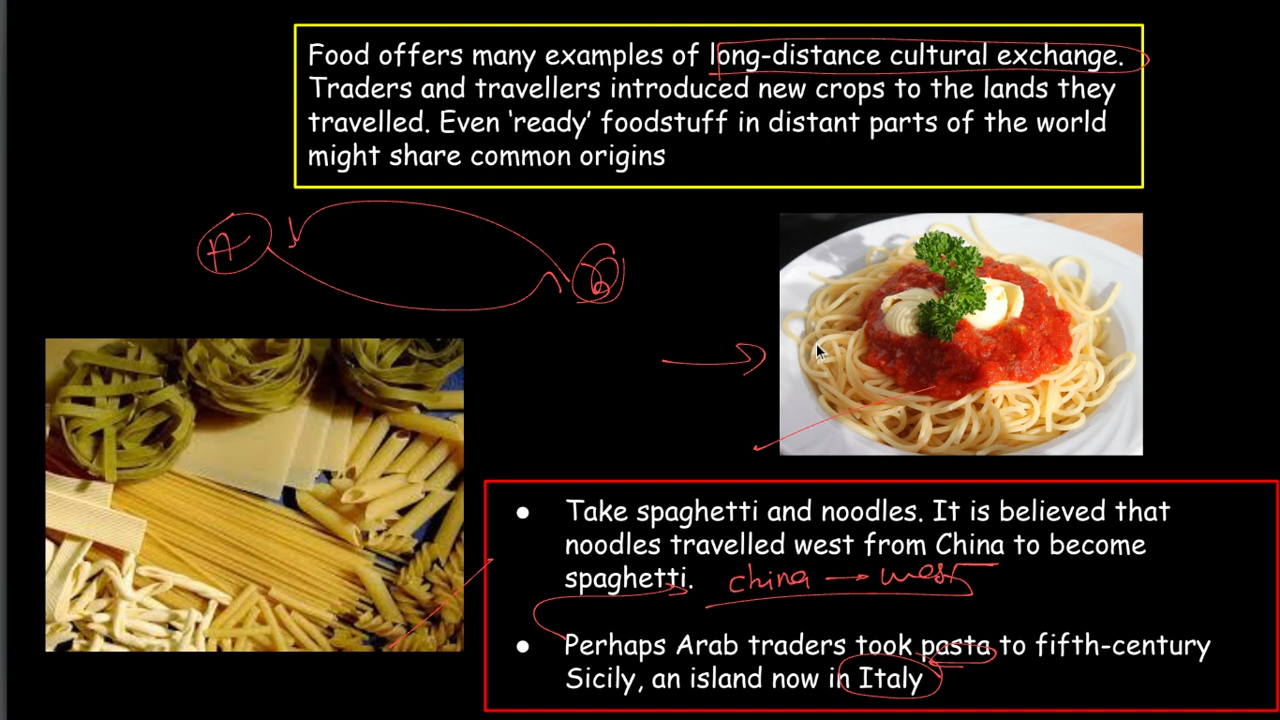 Food offers many examples of long-distance cultural exchange.
Traders and travellers introduced new crops to the lands they
travelled. Even ‘ready’ foodstuff in distant parts of the world
might share common origins
A
B
● Take spaghetti and noodles. It is believed that
noodles travelled west from China to become
spaghetti. china → west
● Perhaps Arab traders took pasta to fifth-century
Sicily, an island now in Italy